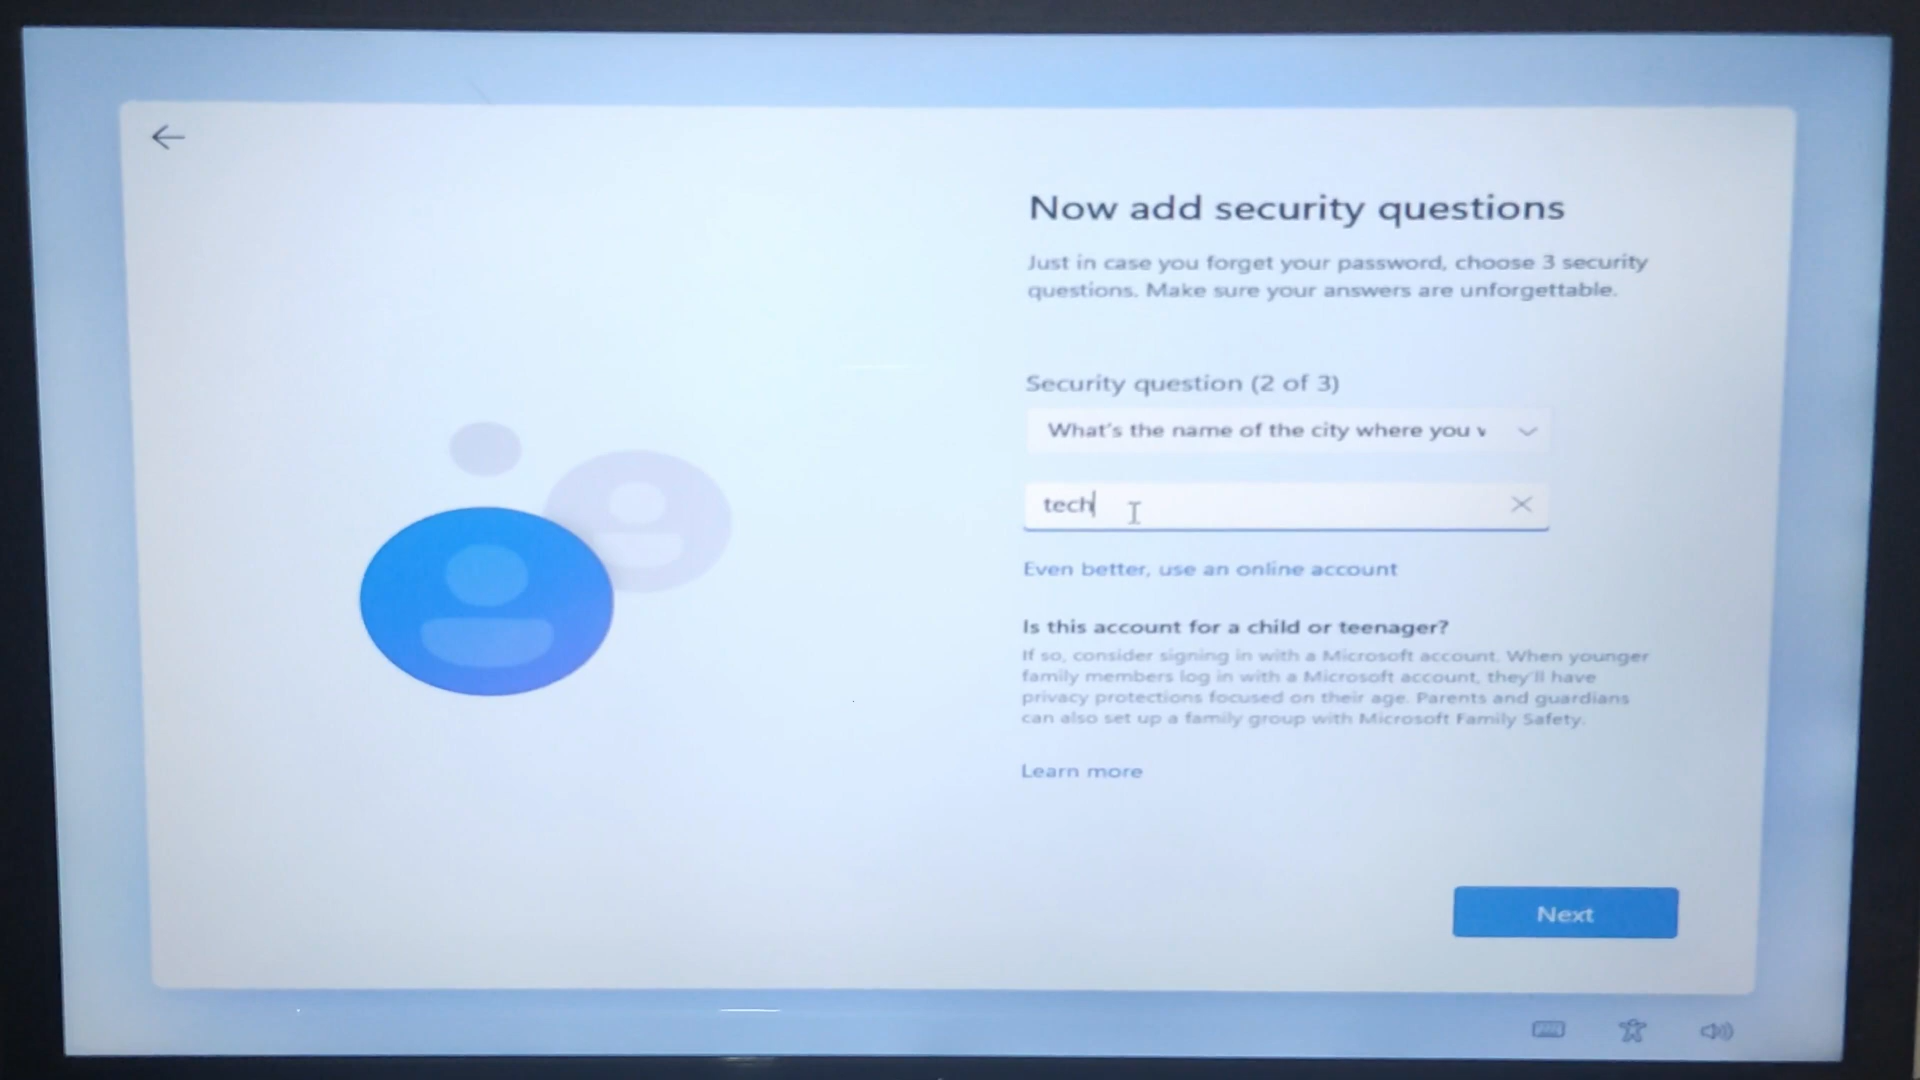 Now add security questions
Just in case you forget your password, choose 3 security
questions. Make sure your answers are unforgettable.
Security question (2 of 3)
What's the name of the city where you
tech
Even better, use an online account
Is this account for a child or teenager?
If so, consider signing in with a Microsoft account. When younger
family members log in with a Microsoft account, they'll have
privacy protections focused on their age. Parents and guardians
can also set up a family group with Microsoft Family Safety.
Learn more
Next